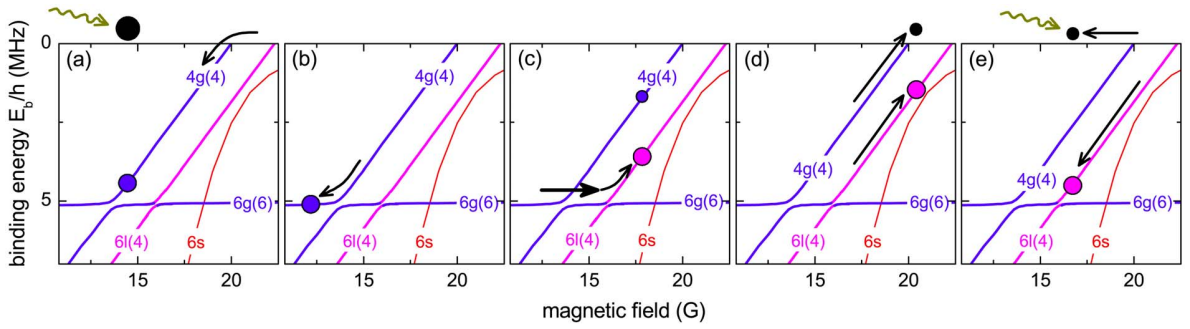 (a) (b) (c) (d) (e)
4g(4) 4g(4) 4g(4) 4g(4) 4g(4)
6g(6) 6g(6) 6g(6) 6g(6) 6g(6)
6l(4) 6s 6l(4) 6s 6l(4) 6s 6l(4) 6s 6l(4) 6s
0
5
binding energy E_b/h (MHz)
15 20 15 20 15 20 15 20 15 20
magnetic field (G)